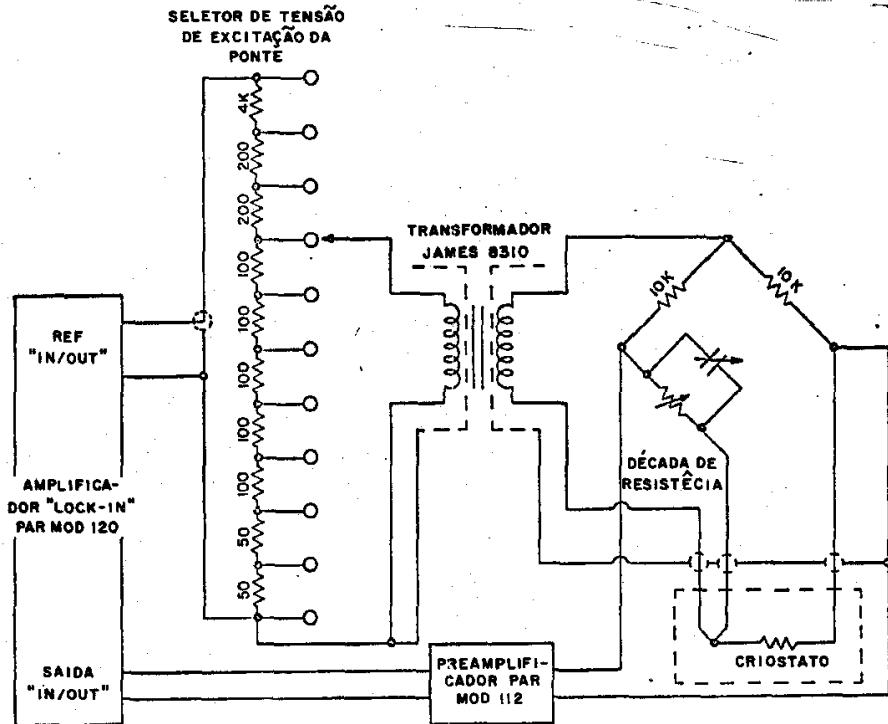 SELETOR DE TENSÃO
DE EXCITAÇÃO DA
PONTE
4K
200
200
100
100
100
100
100
50
50
TRANSFORMADOR
JAMES 8310
10K
10K
REF
"IN/OUT"
DÉCADA DE
RESISTÊCIA
AMPLIFICA-
DOR "LOCK-IN"
PAR MOD 120
SAIDA
"IN/OUT"
PREAMPLIFI-
CADOR PAR
MOD 112
CRIOSTATO